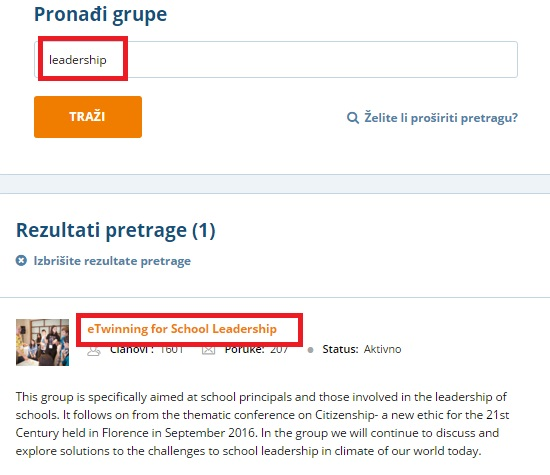 Pronađi grupe
leadership
TRAŽI
Želite li proširiti pretragu?
Rezultati pretrage (1)
Izbrišite rezultate pretrage
eTwinning for School Leadership
Članovi : 1601 Poruke: 207 Status: Aktivno
This group is specifically aimed at school principals and those involved in the leadership of
schools. It follows on from the thematic conference on Citizenship- a new ethic for the 21st
Century held in Florence in September 2016. In the group we will continue to discuss and
explore solutions to the challenges to school leadership in climate of our world today.